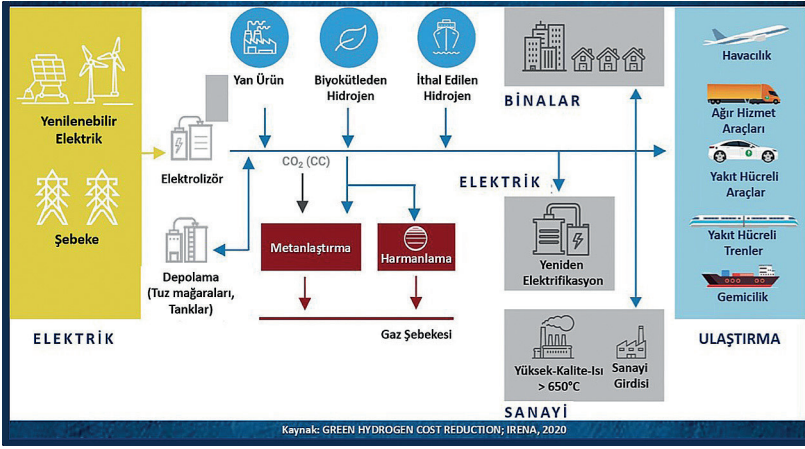 Yenilenebilir
Elektrik
Şebeke
ELEKTRİK
Elektrolizör
Depolama
(Tuz mağaraları,
Tanklar)
Yan Ürün
Biyokütleden
Hidrojen
İthal Edilen
Hidrojen
CO₂ (CC)
Metanlaştırma
Harmanlama
Gaz Şebekesi
BİNALAR
ELEKTRİK
Yeniden
Elektrifikasyon
Yüksek-Kalite-Isı
> 650°C
Sanayi
Girdisi
SANAYİ
Havacılık
Ağır Hizmet
Araçları
Yakıt Hücreli
Araçlar
Yakıt Hücreli
Trenler
Gemicilik
ULAŞTIRMA
Kaynak: GREEN HYDROGEN COST REDUCTION; IRENA, 2020